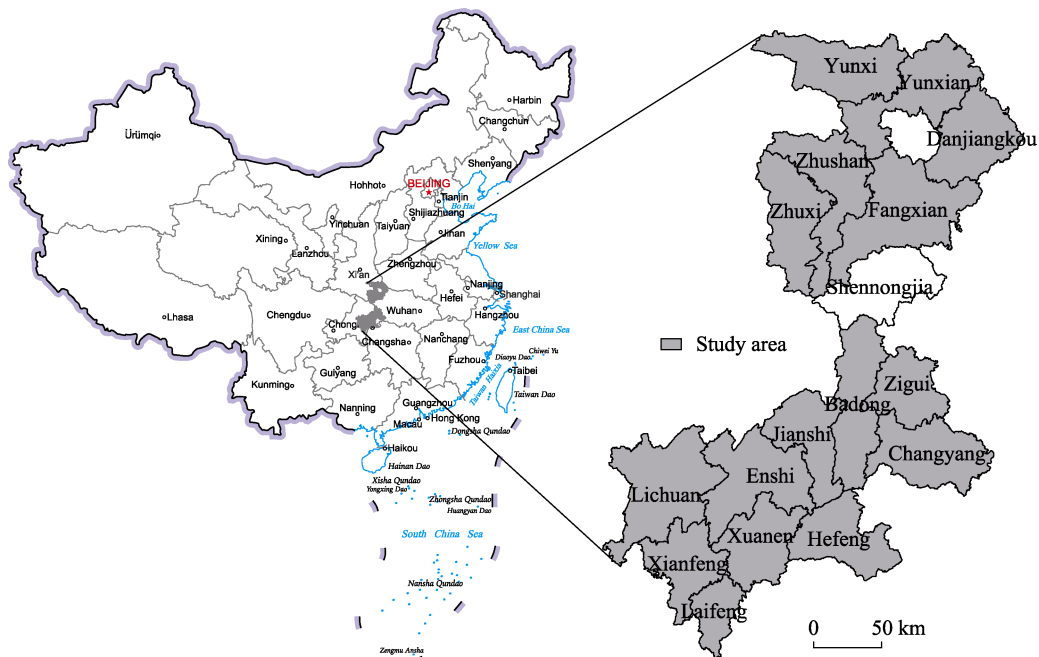 Harbin
Changchun
Ürümqi
Shenyang
Hohhot
BEIJING
Tianjin
Bo Hai
Shijiazhuang
Yinchuan
Taiyuan
Jinan
Xining
Lanzhou
Yellow Sea
Zhengzhou
Xi'an
Nanjing
Hefei
Shanghai
Lhasa
Chengdu
Wuhan
Hangzhou
Chong
East China Sea
Changsha
Nanchang
Chiwei Yu
Diaoyu Dao
Fuzhou
Guiyang
Taibei
Kunming
Taiwan Haixia
Taiwan Dao
Guangzhou
Nanning
Hong Kong
Macau
Dongsha Qundao
Haikou
Hainan Dao
Xisha Qundao
Yongxing Dao
Zhongsha Qundao
Huangyan Dao
South China Sea
Nansha Qundao
Zengmu Ansha
Yunxi
Yunxian
Danjiangkou
Zhushan
Zhuxi
Fangxian
Shennongjia
Study area
Zigui
Badong
Jianshi
Changyang
Enshi
Lichuan
Xuanen
Hefeng
Xianfeng
Laifeng
0 50 km